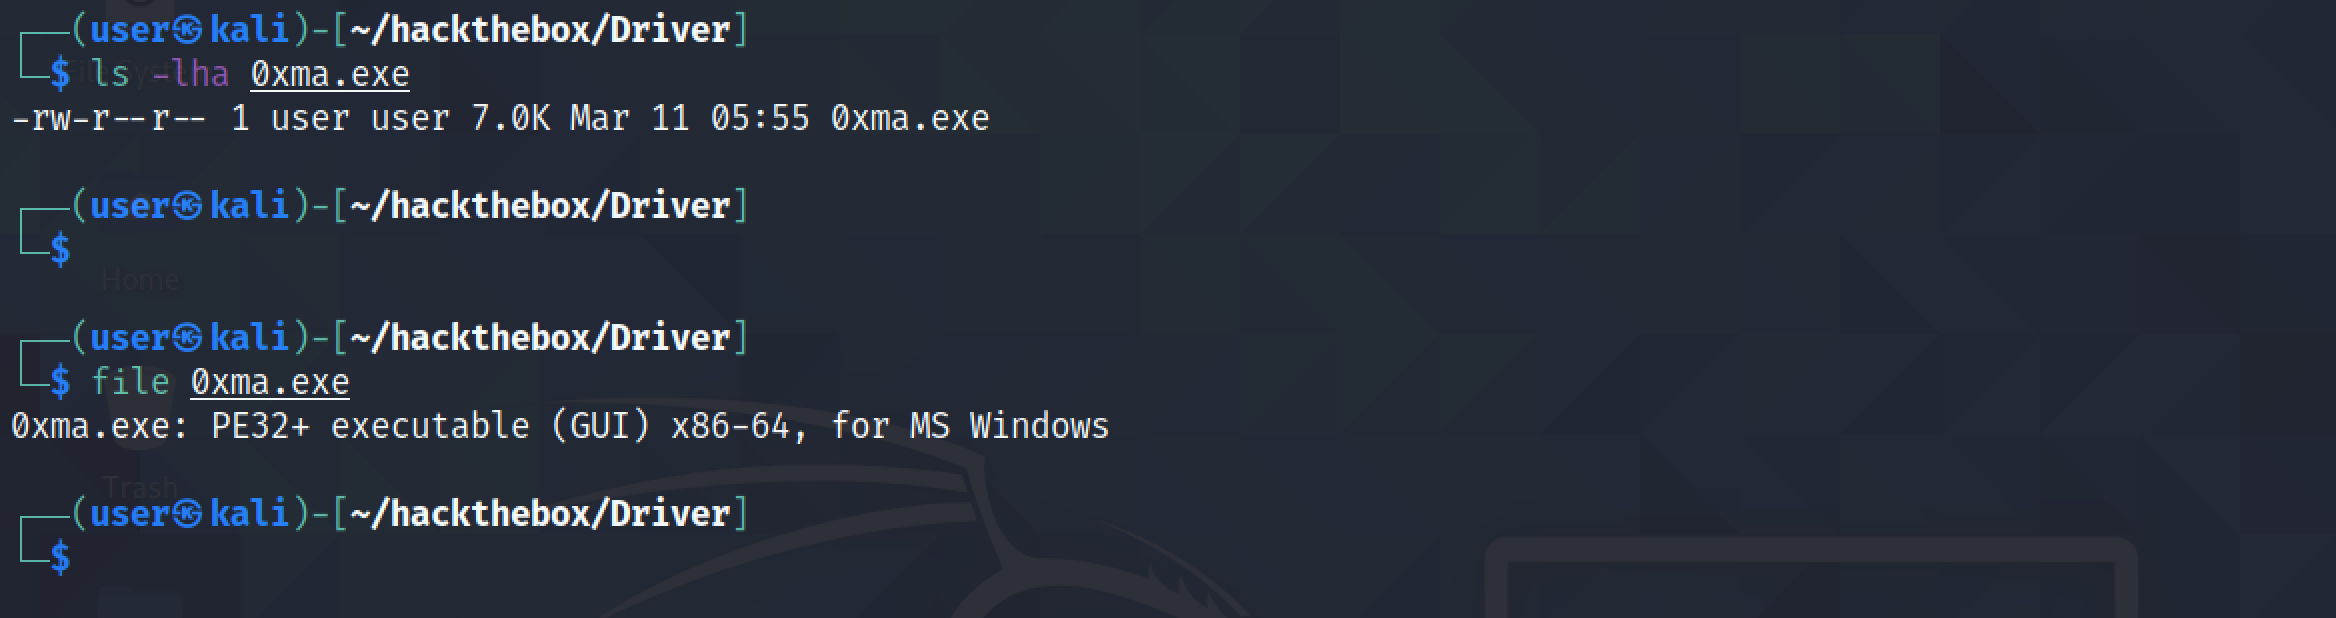 ┌──(user㉿kali)-[~/hackthebox/Driver]
└─$ ls -lha 0xma.exe
-rw-r--r-- 1 user user 7.0K Mar 11 05:55 0xma.exe
┌──(user㉿kali)-[~/hackthebox/Driver]
└─$
Home
┌──(user㉿kali)-[~/hackthebox/Driver]
└─$ file 0xma.exe
0xma.exe: PE32+ executable (GUI) x86-64, for MS Windows
Trash
┌──(user㉿kali)-[~/hackthebox/Driver]
└─$